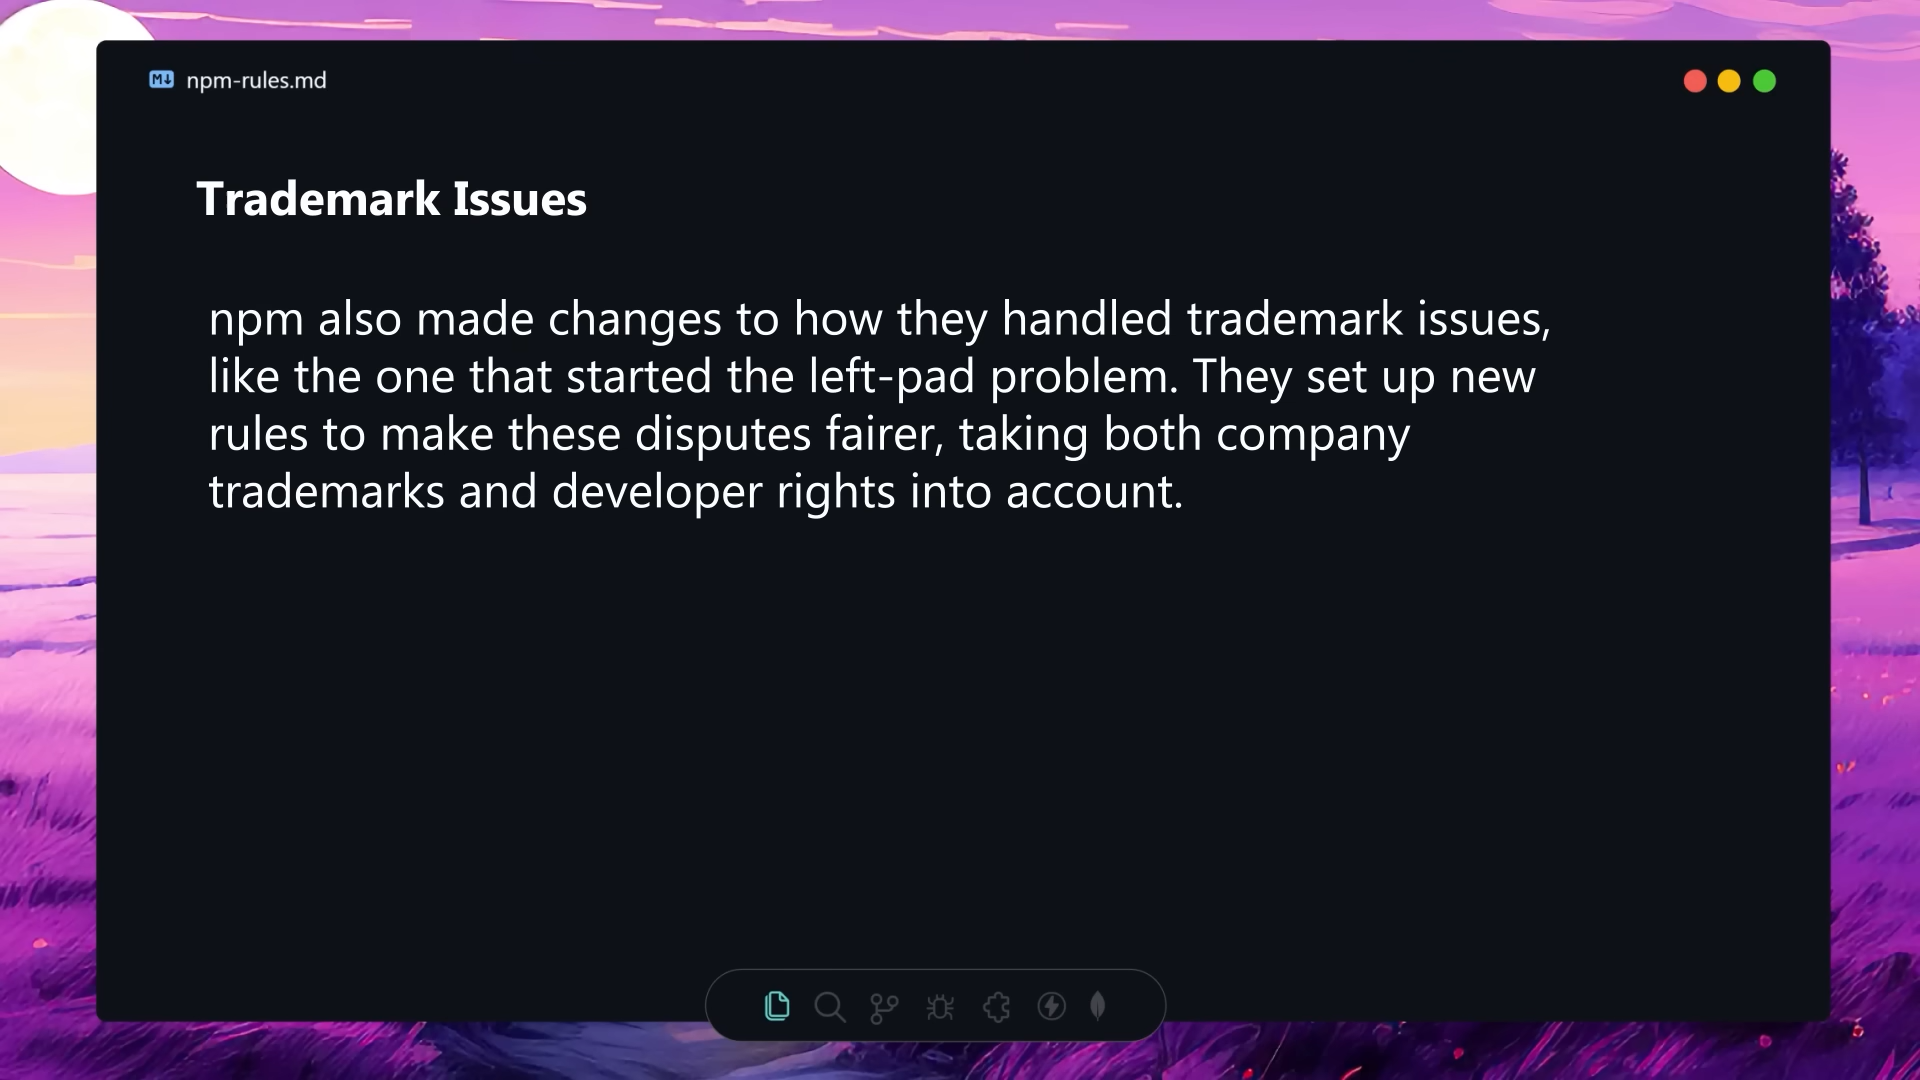 npm-rules.md
Trademark Issues
npm also made changes to how they handled trademark issues,
like the one that started the left-pad problem. They set up new
rules to make these disputes fairer, taking both company
trademarks and developer rights into account.